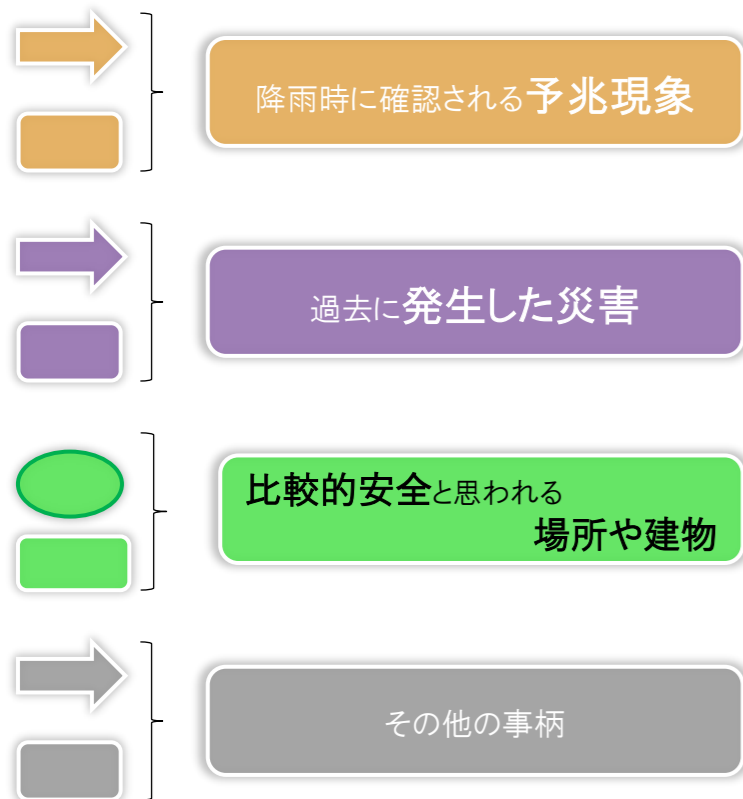 降雨時に確認される予兆現象
過去に発生した災害
比較的安全と思われる
場所や建物
その他の事柄